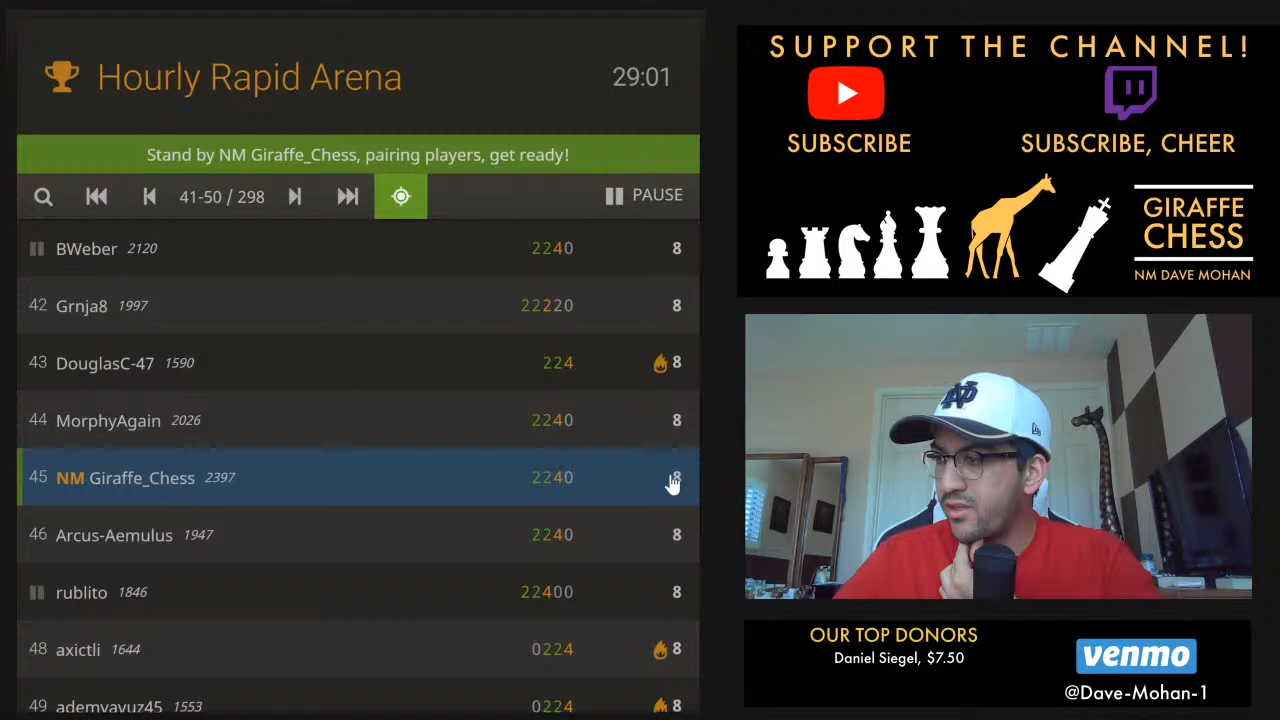 Hourly Rapid Arena 29:01
Stand by NM Giraffe_Chess, pairing players, get ready!
41-50 / 298 PAUSE
BWeber 2120 2240 8
42 Grnja8 1997 22220 8
43 DouglasC-47 1590 224 8
44 MorphyAgain 2026 2240 8
45 NM Giraffe_Chess 2397 2240 8
46 Arcus-Aemulus 1947 2240 8
rublito 1846 22400 8
48 axictli 1644 0224 8
49 ademyavuz45 1553 0224 8
SUPPORT THE CHANNEL!
SUBSCRIBE
SUBSCRIBE, CHEER
GIRAFFE
CHESS
NM DAVE MOHAN
ND
OUR TOP DONORS
Daniel Siegel, $7.50
venmo
@Dave-Mohan-1